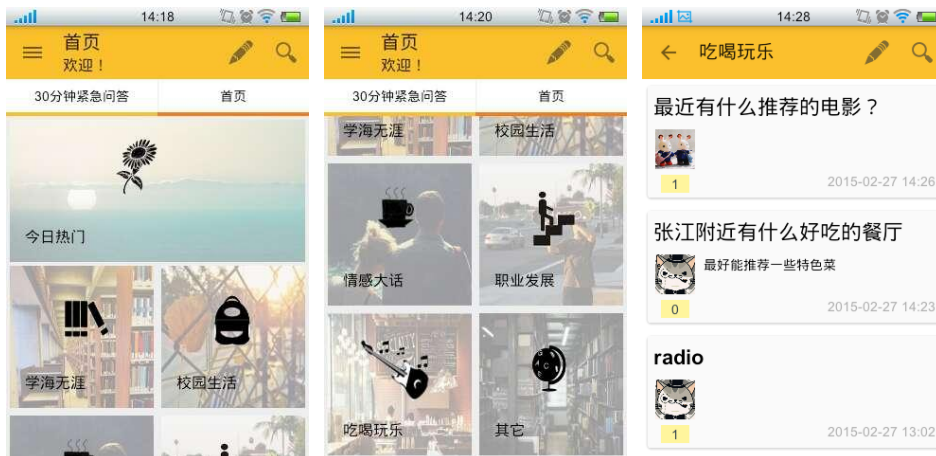 14:18
首页
欢迎！
30分钟紧急问答
首页
今日热门
学海无涯
校园生活
14:20
首页
欢迎！
30分钟紧急问答
首页
学海无涯
校园生活
情感大话
职业发展
吃喝玩乐
其它
14:28
吃喝玩乐
最近有什么推荐的电影？
1
2015-02-27 14:26
张江附近有什么好吃的餐厅
最好能推荐一些特色菜
0
2015-02-27 14:23
radio
1
2015-02-27 13:02